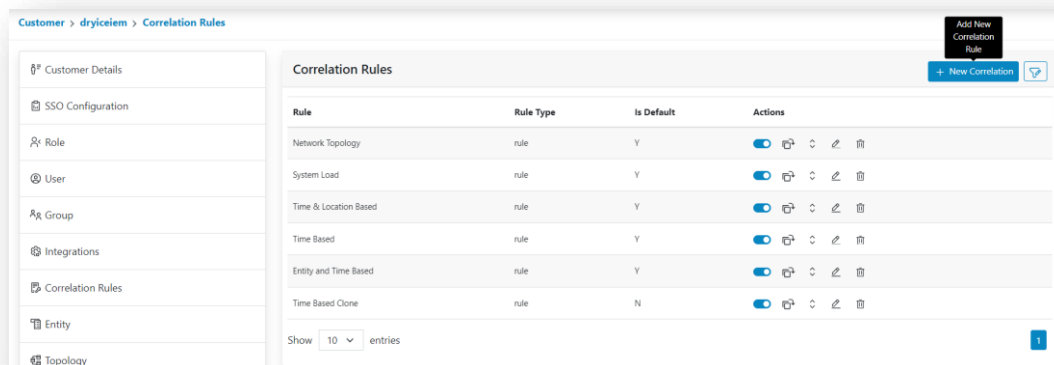 Customer > dryiceiem > Correlation Rules
Add New
Correlation
Rule
Customer Details
SSO Configuration
Role
User
Group
Integrations
Correlation Rules
Entity
Topology
Correlation Rules
+ New Correlation
Rule Rule Type Is Default Actions
Network Topology rule Y
System Load rule Y
Time & Location Based rule Y
Time Based rule Y
Entity and Time Based rule Y
Time Based Clone rule N
Show 10 entries
1